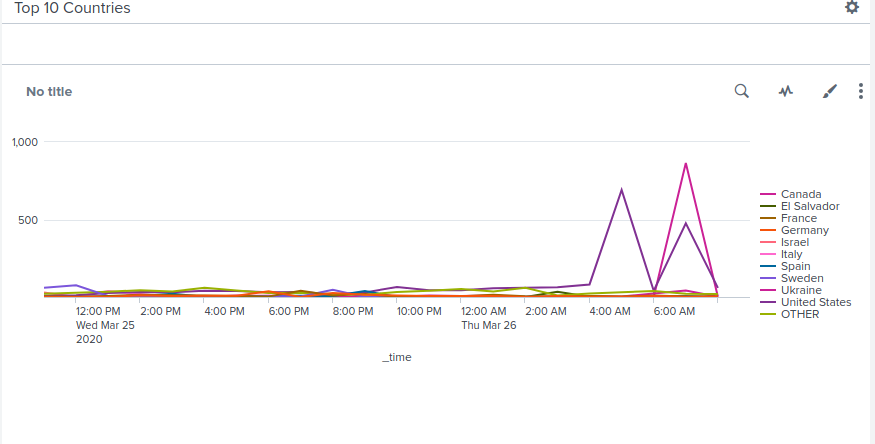 Top 10 Countries
No title
1,000
500
Canada
El Salvador
France
Germany
Israel
Italy
Spain
Sweden
Ukraine
United States
OTHER
12:00 PM 2:00 PM 4:00 PM 6:00 PM 8:00 PM 10:00 PM 12:00 AM 2:00 AM 4:00 AM 6:00 AM
Wed Mar 25 Thu Mar 26
2020
_time